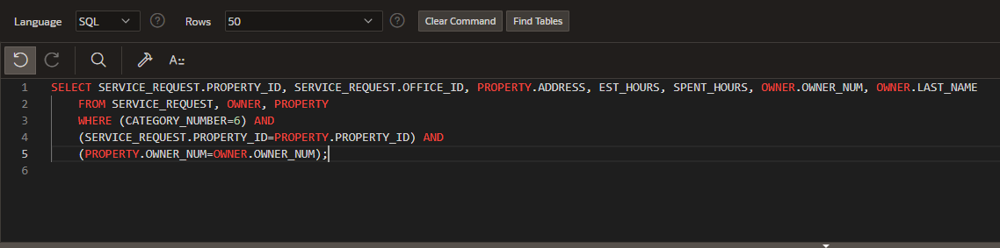 Language SQL ? Rows 50 ? Clear Command Find Tables
A::
1 SELECT SERVICE_REQUEST.PROPERTY_ID, SERVICE_REQUEST.OFFICE_ID, PROPERTY.ADDRESS, EST_HOURS, SPENT_HOURS, OWNER.OWNER_NUM, OWNER.LAST_NAME
2 FROM SERVICE_REQUEST, OWNER, PROPERTY
3 WHERE (CATEGORY_NUMBER=6) AND
4 (SERVICE_REQUEST.PROPERTY_ID=PROPERTY.PROPERTY_ID) AND
5 (PROPERTY.OWNER_NUM=OWNER.OWNER_NUM);
6